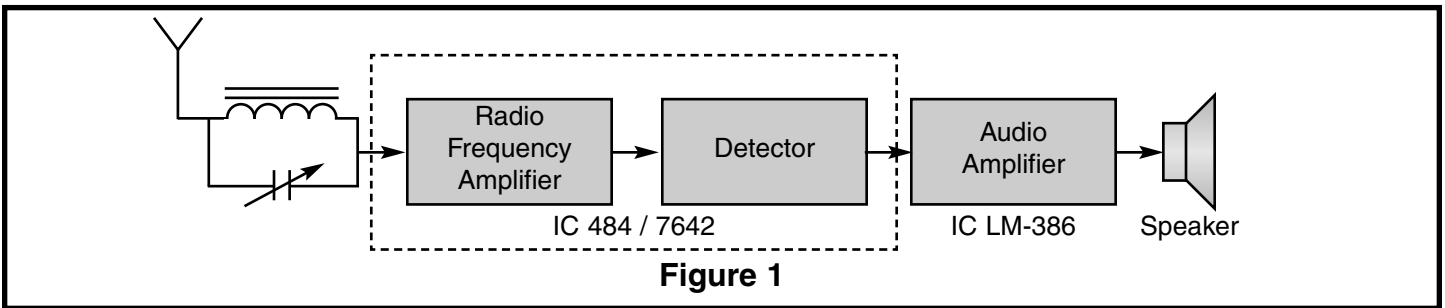 Radio
Frequency
Amplifier
Detector
Audio
Amplifier
IC 484 / 7642
IC LM-386
Speaker
Figure 1